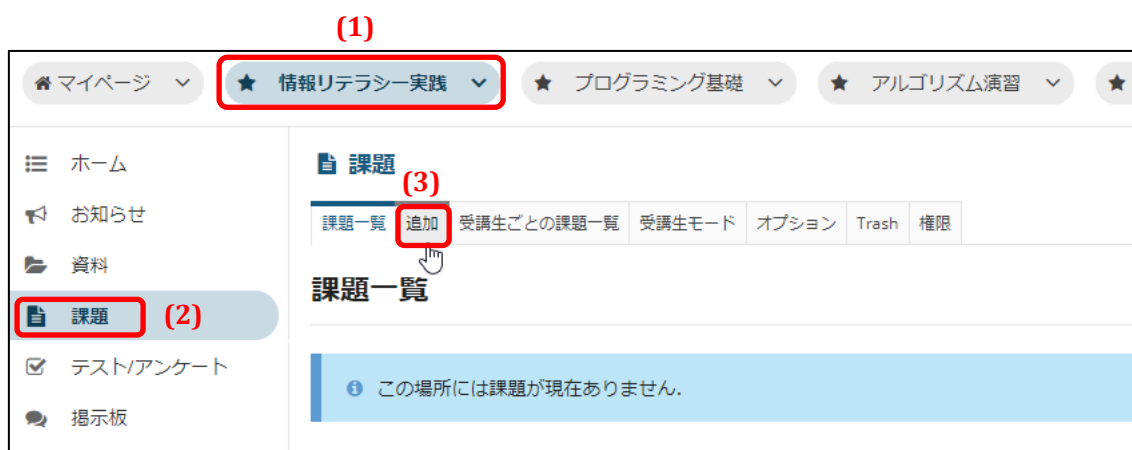 (1)
マイページ
情報リテラシー実践
プログラミング基礎
アルゴリズム演習
ホーム
お知らせ
資料
課題 (2)
テスト/アンケート
掲示板
課題
(3)
課題一覧 追加 受講生ごとの課題一覧 受講生モード オプション Trash 権限
課題一覧
この場所には課題が現在ありません.